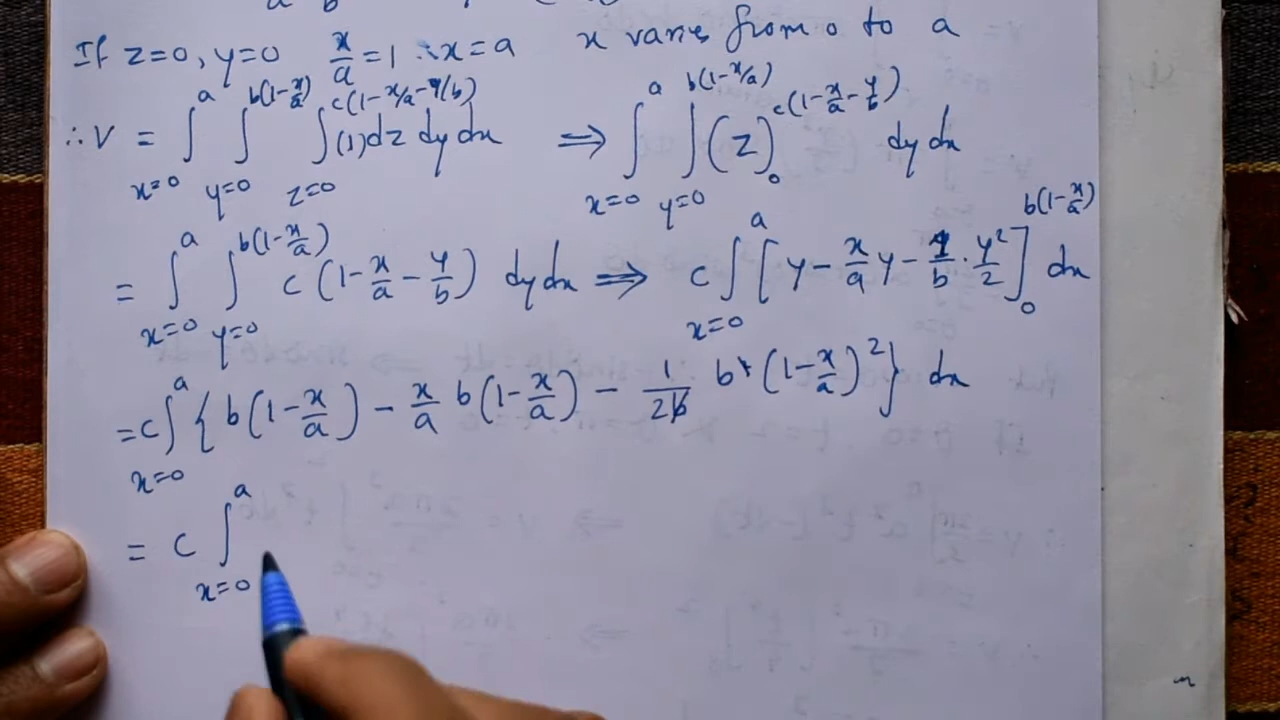 If z=0, y=0 x/a = 1 ∴ x = a x varies from 0 to a
∴ V = ∫_{x=0}^{a} ∫_{y=0}^{b(1-x/a)} ∫_{z=0}^{c(1-x/a-y/b)} (1) dz dy dx ⟹ ∫_{x=0}^{a} ∫_{y=0}^{b(1-x/a)} (z)_{0}^{c(1-x/a-y/b)} dy dx
= ∫_{x=0}^{a} ∫_{y=0}^{b(1-x/a)} c (1 - x/a - y/b) dy dx ⟹ c ∫_{x=0}^{a} [y - x/a y - 1/b · y²/2]_{0}^{b(1-x/a)} dx
= c ∫_{x=0}^{a} { b(1-x/a) - x/a b(1-x/a) - 1/2b b² (1-x/a)² } dx
= c ∫_{x=0}^{a}